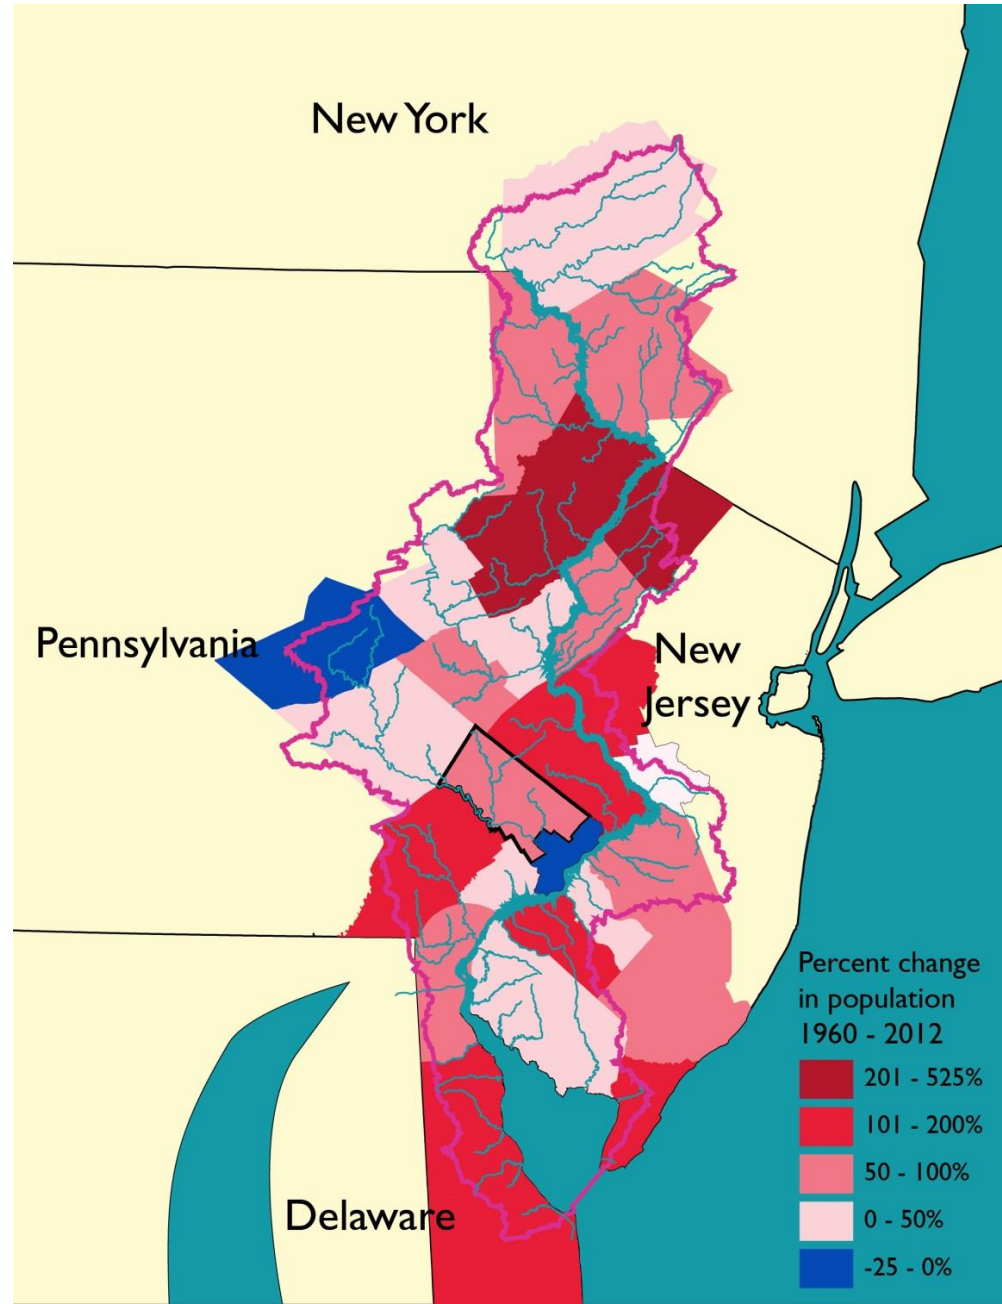 New York
Pennsylvania
New
Jersey
Delaware
Percent change
in population
1960 - 2012
201 - 525%
101 - 200%
50 - 100%
0 - 50%
-25 - 0%